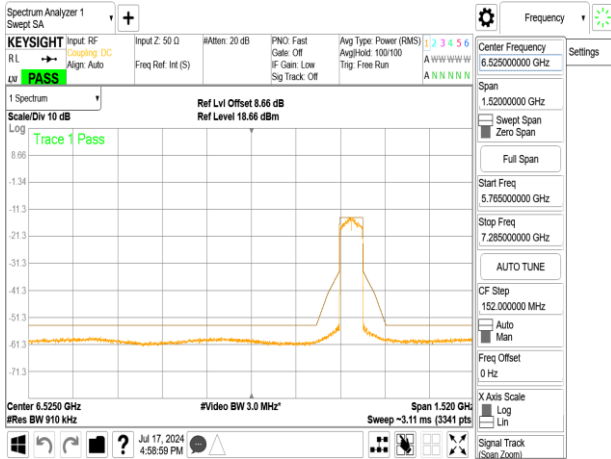 Spectrum Analyzer 1
Swept SA
+
Frequency
KEYSIGHT
RL
LXI
PASS
Input: RF
Coupling: DC
Align: Auto
Input Z: 50 Ω
Freq Ref: Int (S)
#Atten: 20 dB
PNO: Fast
Gate: Off
IF Gain: Low
Sig Track: Off
Avg Type: Power (RMS)
Avg|Hold: 100/100
Trig: Free Run
1 2 3 4 5 6
A W W W W W
A N N N N N
1 Spectrum
Scale/Div 10 dB
Ref Lvl Offset 8.66 dB
Ref Level 18.66 dBm
Log
Trace 1 Pass
8.66
-1.34
-11.3
-21.3
-31.3
-41.3
-51.3
-61.3
-71.3
Center 6.5250 GHz
#Res BW 910 kHz
#Video BW 3.0 MHz*
Span 1.520 GHz
Sweep ~3.11 ms (3341 pts
Jul 17, 2024
4:58:59 PM
?
Center Frequency
6.525000000 GHz
Settings
Span
1.52000000 GHz
Swept Span
Zero Span
Full Span
Start Freq
5.765000000 GHz
Stop Freq
7.285000000 GHz
AUTO TUNE
CF Step
152.000000 MHz
Auto
Man
Freq Offset
0 Hz
X Axis Scale
Log
Lin
Signal Track
(Span Zoom)